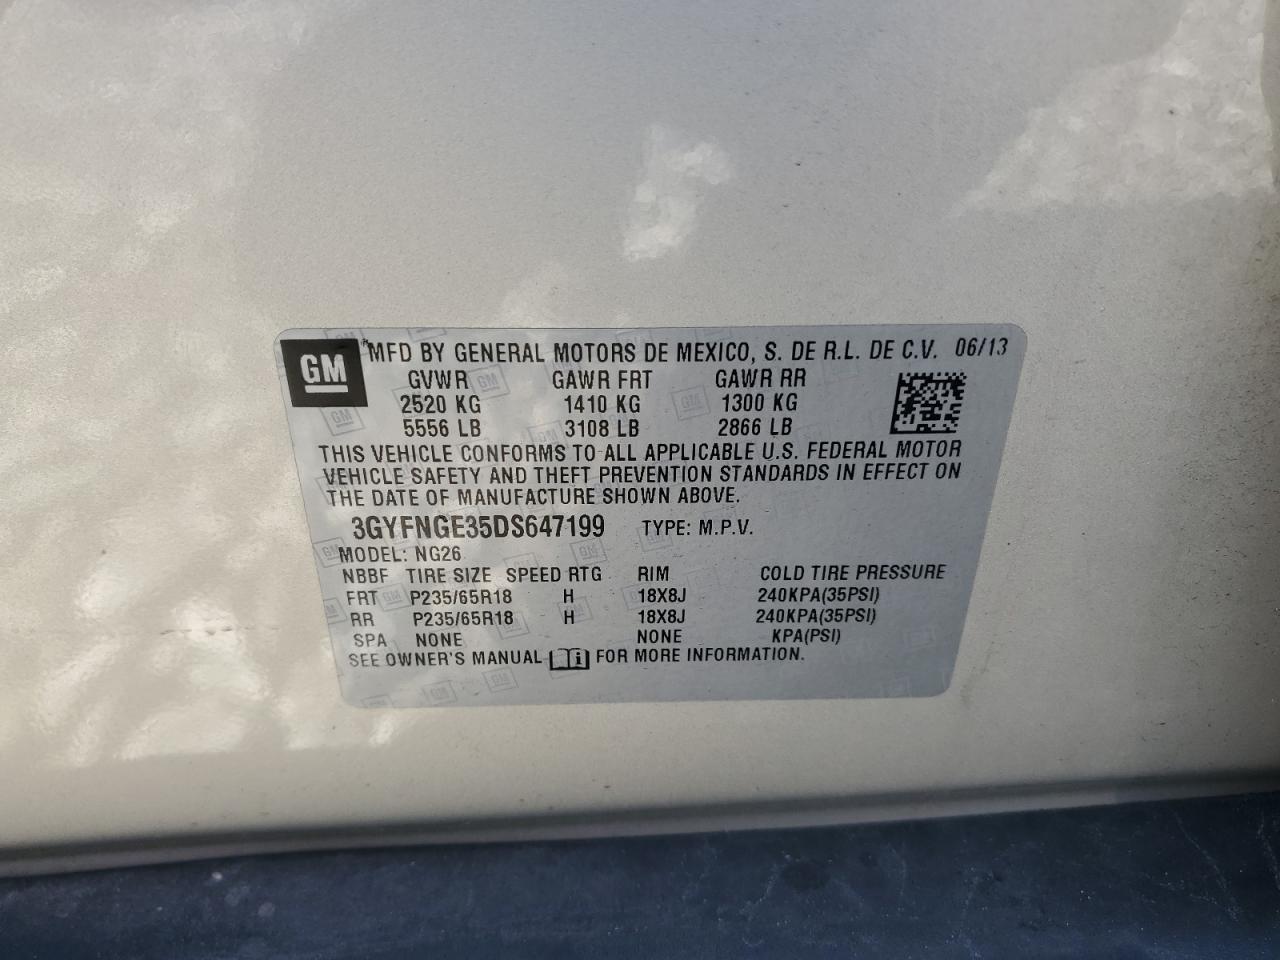 GM
MFD BY GENERAL MOTORS DE MEXICO, S. DE R.L. DE C.V. 06/13
GVWR GAWR FRT GAWR RR
2520 KG 1410 KG 1300 KG
5556 LB 3108 LB 2866 LB
THIS VEHICLE CONFORMS TO ALL APPLICABLE U.S. FEDERAL MOTOR
VEHICLE SAFETY AND THEFT PREVENTION STANDARDS IN EFFECT ON
THE DATE OF MANUFACTURE SHOWN ABOVE.
3GYFNGE35DS647199 TYPE: M.P.V.
MODEL: NG26
NBBF TIRE SIZE SPEED RTG RIM COLD TIRE PRESSURE
FRT P235/65R18 H 18X8J 240KPA(35PSI)
RR P235/65R18 H 18X8J 240KPA(35PSI)
SPA NONE NONE KPA(PSI)
SEE OWNER'S MANUAL FOR MORE INFORMATION.